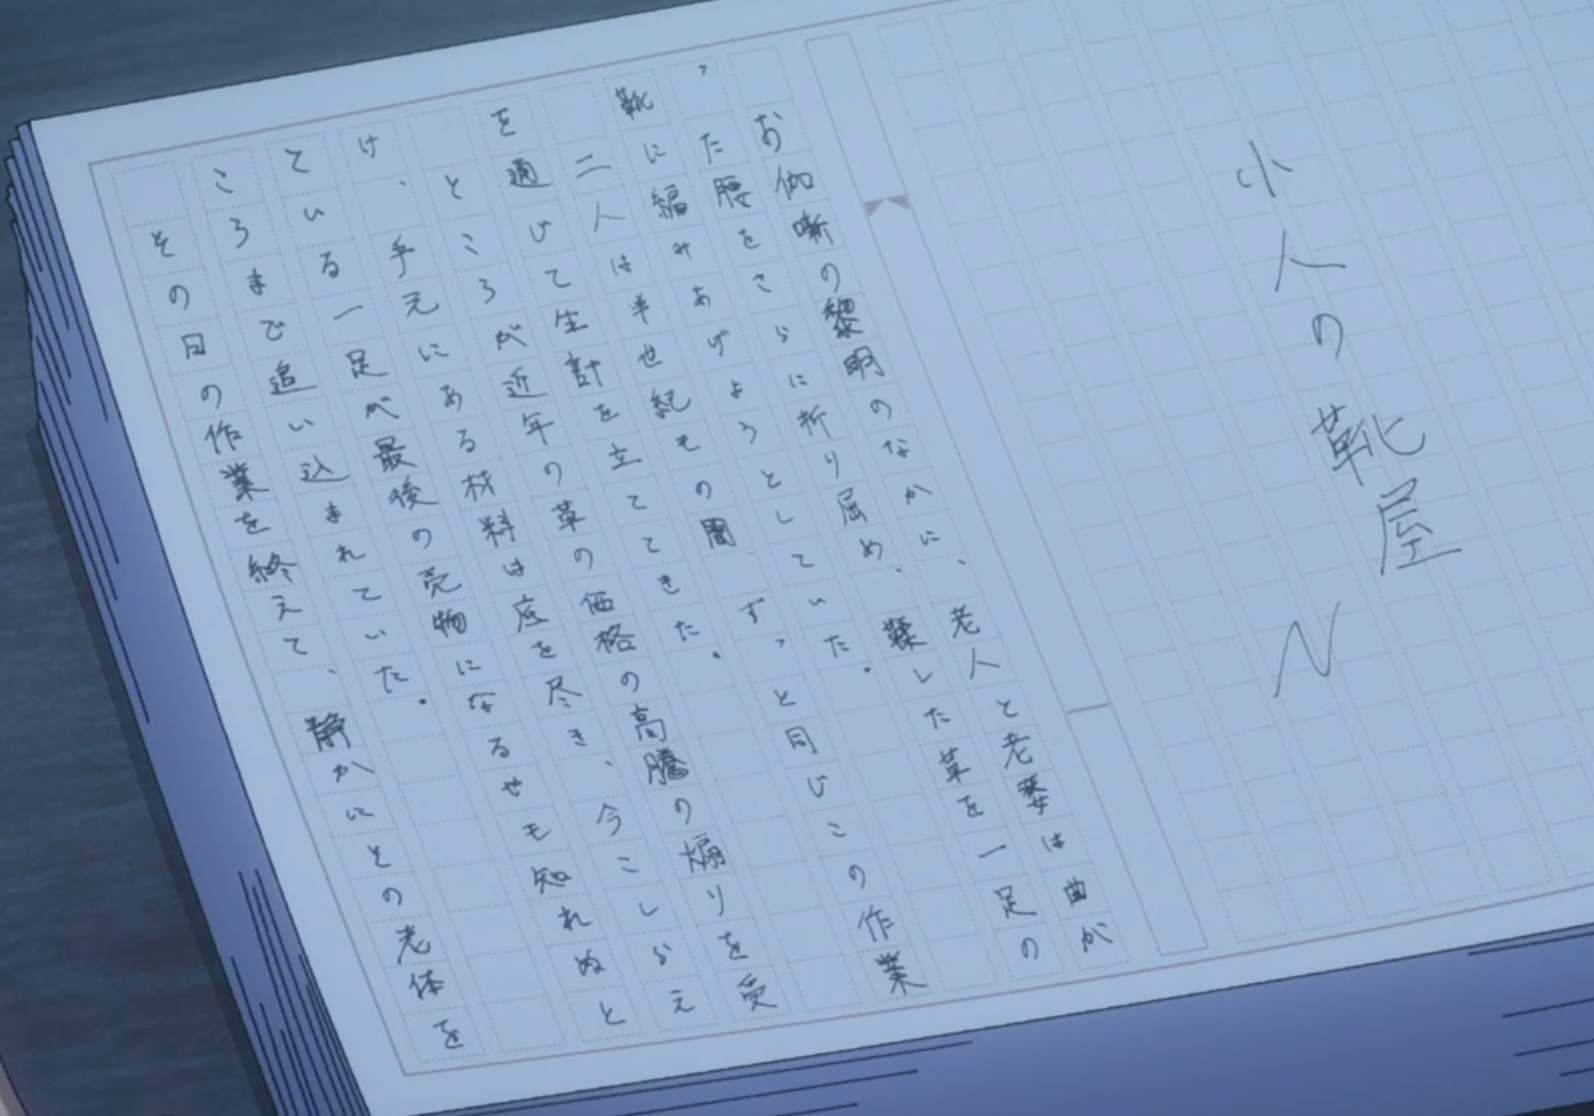 小人の靴屋
N
お伽噺の黎明のなかに、老人と老婆は曲が
った腰をさらに折り屈め、鞣した革を一足の
靴に編みあげようとしていた。
二人は半世紀もの間、ずっと同じこの作業
を通じて生計を立ててきた。
ところが近年の革の価格の高騰の煽りを受
け、手元にある材料は底を尽き、今こしらえ
ている一足が最後の売物になるせも知れぬと
ころまで追い込まれていた。
その日の作業を終えて、静かにその老体を